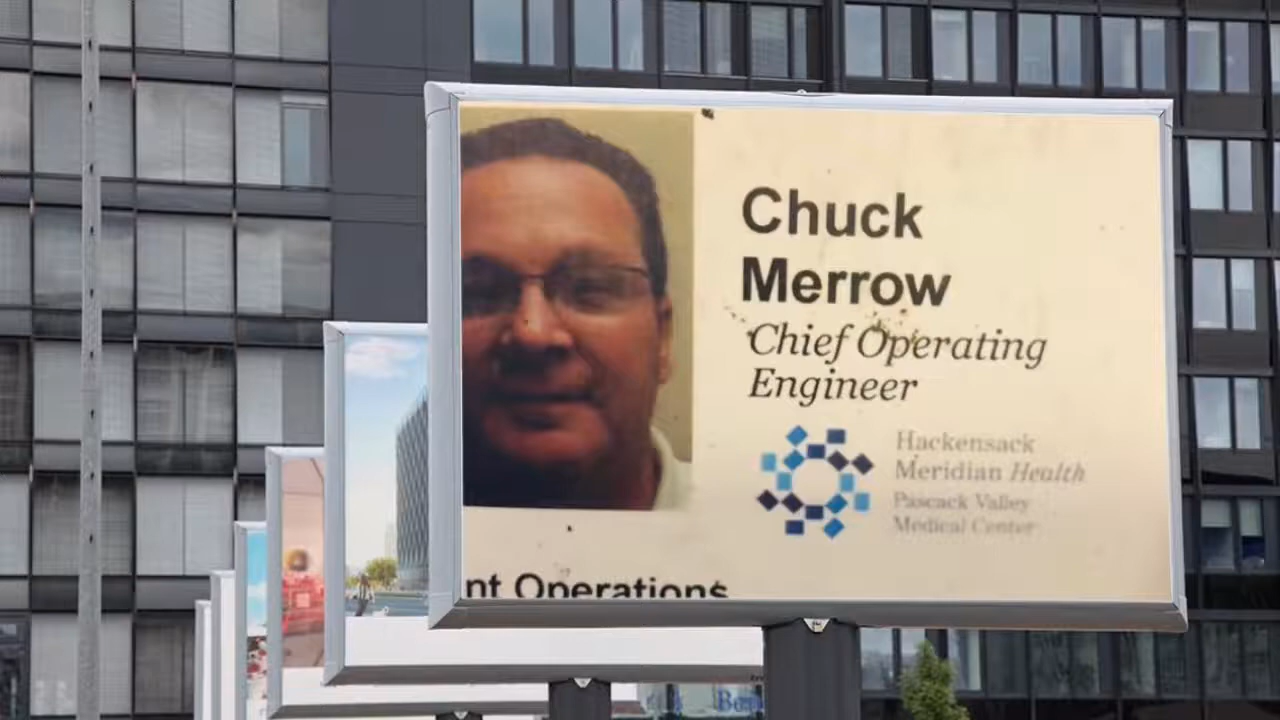 Chuck
Merrow
Chief Operating
Engineer
Hackensack
Meridian Health
Pascack Valley
Medical Center
nt Operations